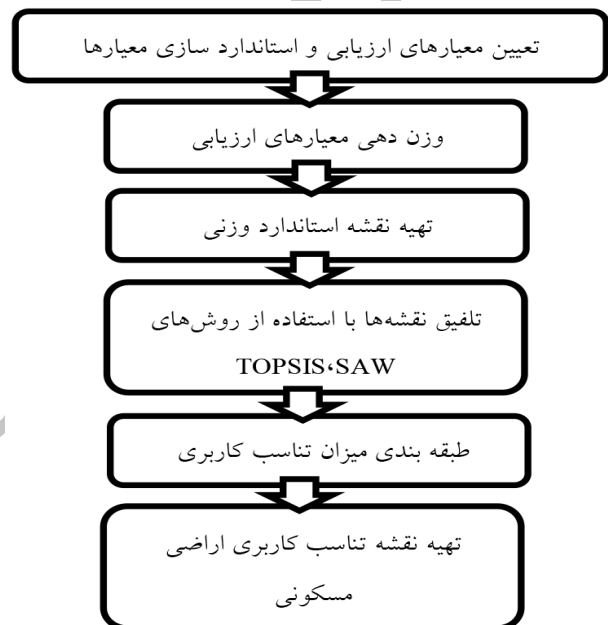 تعیین معیارهای ارزیابی و استاندارد سازی معیارها
وزن دهی معیارهای ارزیابی
تهیه نقشه استاندارد وزنی
تلفیق نقشه‌ها با استفاده از روش‌های
TOPSIS،SAW
طبقه بندی میزان تناسب کاربری
تهیه نقشه تناسب کاربری اراضی
مسکونی